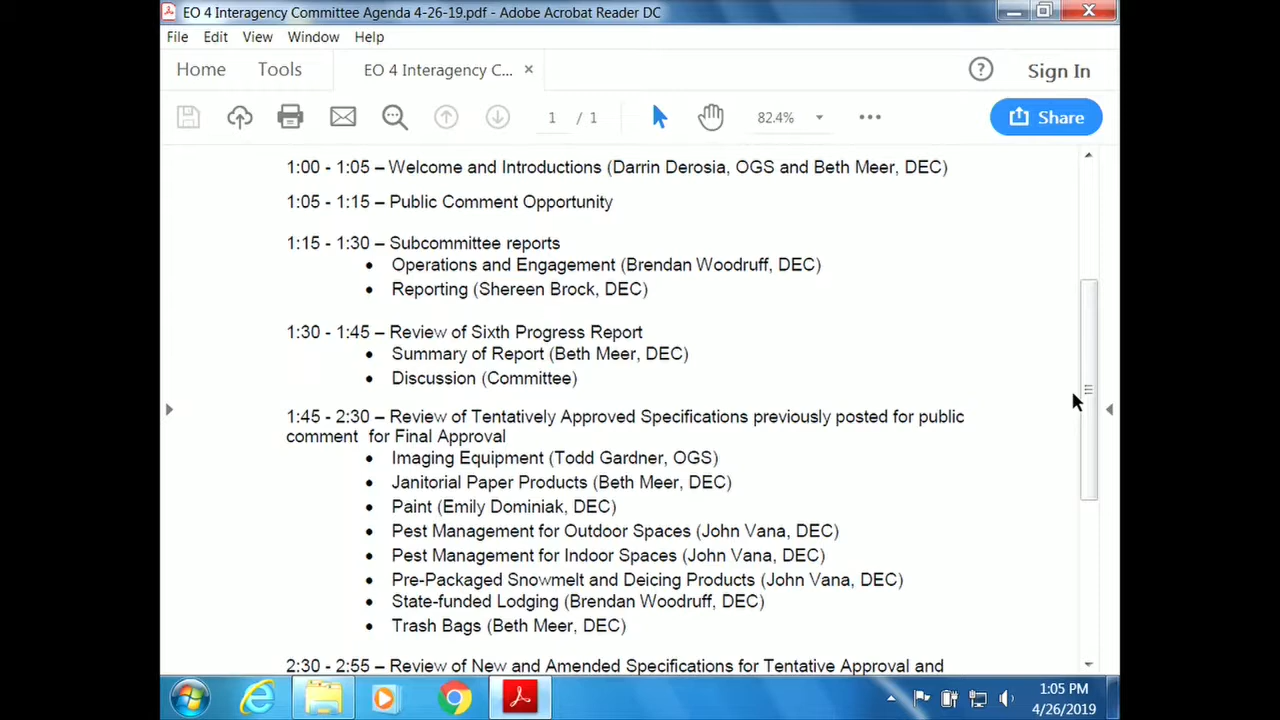 EO 4 Interagency Committee Agenda 4-26-19.pdf - Adobe Acrobat Reader DC
File Edit View Window Help
Home Tools EO 4 Interagency C... × ? Sign In
1 / 1 82.4% Share
1:00 - 1:05 – Welcome and Introductions (Darrin Derosia, OGS and Beth Meer, DEC)
1:05 - 1:15 – Public Comment Opportunity
1:15 - 1:30 – Subcommittee reports
• Operations and Engagement (Brendan Woodruff, DEC)
• Reporting (Shereen Brock, DEC)
1:30 - 1:45 – Review of Sixth Progress Report
• Summary of Report (Beth Meer, DEC)
• Discussion (Committee)
1:45 - 2:30 – Review of Tentatively Approved Specifications previously posted for public
comment for Final Approval
• Imaging Equipment (Todd Gardner, OGS)
• Janitorial Paper Products (Beth Meer, DEC)
• Paint (Emily Dominiak, DEC)
• Pest Management for Outdoor Spaces (John Vana, DEC)
• Pest Management for Indoor Spaces (John Vana, DEC)
• Pre-Packaged Snowmelt and Deicing Products (John Vana, DEC)
• State-funded Lodging (Brendan Woodruff, DEC)
• Trash Bags (Beth Meer, DEC)
2:30 - 2:55 – Review of New and Amended Specifications for Tentative Approval and
1:05 PM
4/26/2019